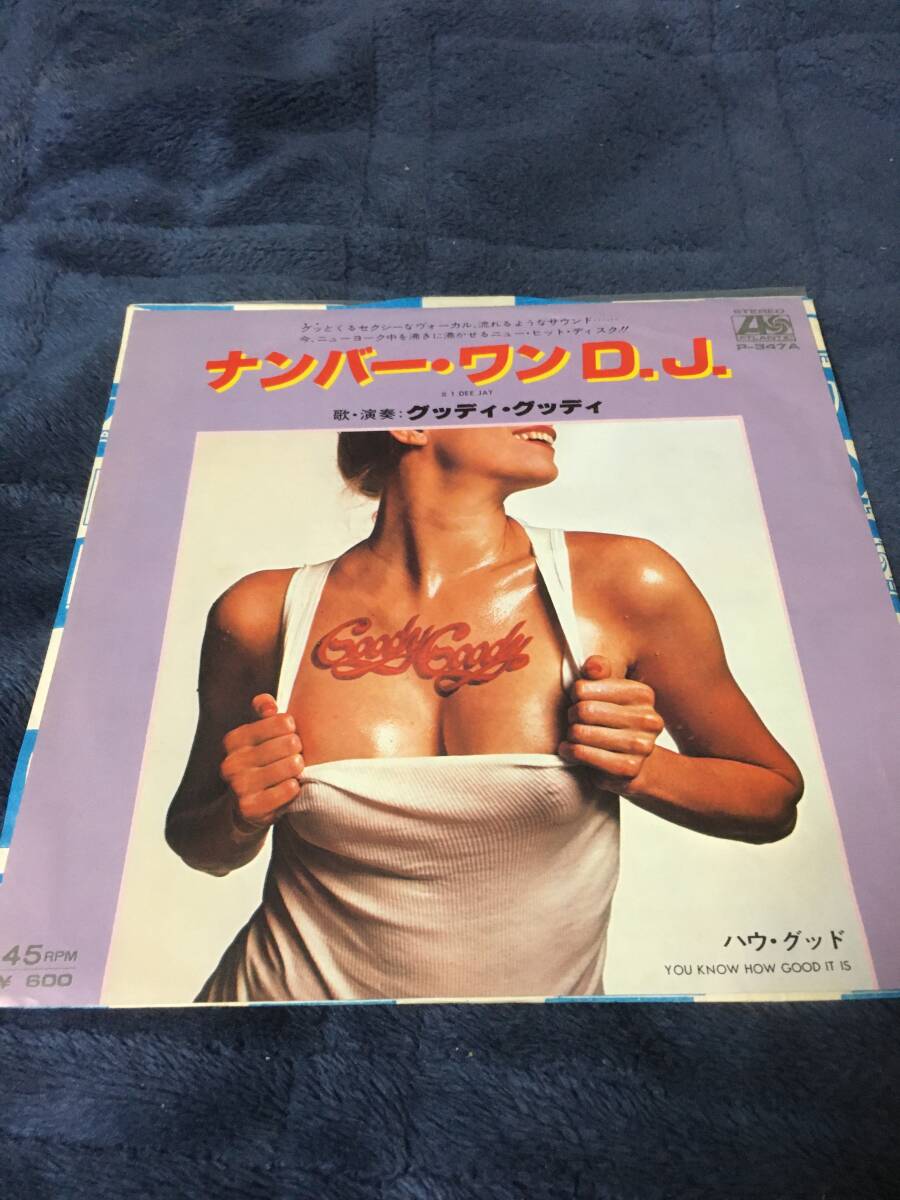 グッとくるセクシーなヴォーカル、流れるようなサウンド……
今、ニューヨーク中を沸きに沸かせるニュー・ヒット・ディスク!!
STEREO
ATLANTIC
P-347A
ナンバー・ワン D.J.
# 1 DEE JAY
歌・演奏:グッディ・グッディ
Goody Goody
ハウ・グッド
YOU KNOW HOW GOOD IT IS
45 RPM
¥ 600